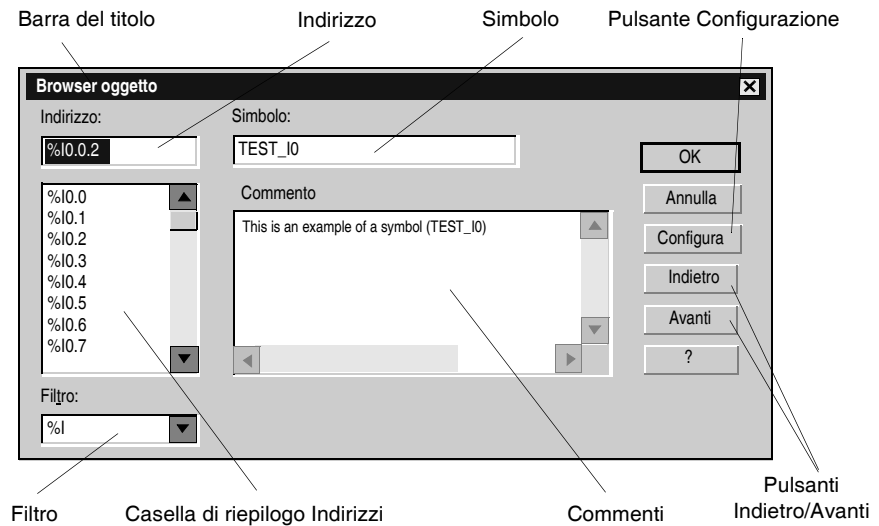 Barra del titolo
Indirizzo
Simbolo
Pulsante Configurazione
Browser oggetto
Indirizzo:
Simbolo:
%I0.0.2
TEST_I0
OK
%I0.0
%I0.1
%I0.2
%I0.3
%I0.4
%I0.5
%I0.6
%I0.7
Commento
This is an example of a symbol (TEST_I0)
Annulla
Configura
Indietro
Avanti
?
Filtro:
%I
Filtro
Casella di riepilogo Indirizzi
Commenti
Pulsanti
Indietro/Avanti